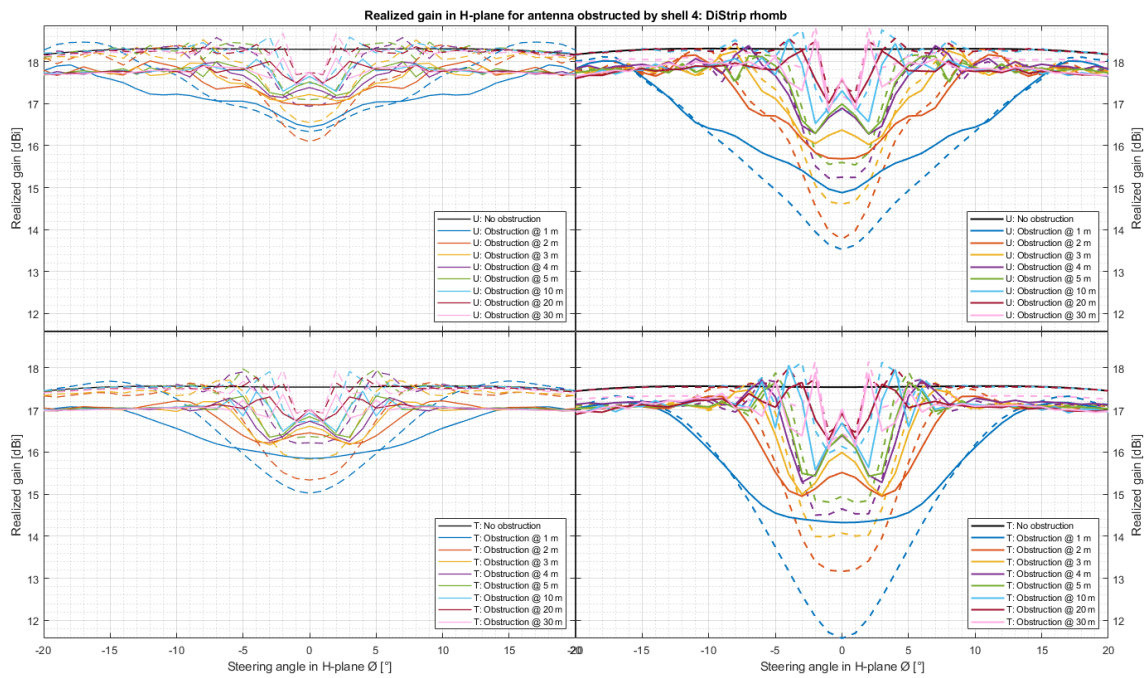 Realized gain in H-plane for antenna obstructed by shell 4: DiStrip rhomb
Realized gain [dBi]
18
17
16
15
14
13
12
U: No obstruction
U: Obstruction @ 1 m
U: Obstruction @ 2 m
U: Obstruction @ 3 m
U: Obstruction @ 4 m
U: Obstruction @ 5 m
U: Obstruction @ 10 m
U: Obstruction @ 20 m
U: Obstruction @ 30 m
U: No obstruction
U: Obstruction @ 1 m
U: Obstruction @ 2 m
U: Obstruction @ 3 m
U: Obstruction @ 4 m
U: Obstruction @ 5 m
U: Obstruction @ 10 m
U: Obstruction @ 20 m
U: Obstruction @ 30 m
18
17
16
15
14
13
12
Realized gain [dBi]
Realized gain [dBi]
18
17
16
15
14
13
12
T: No obstruction
T: Obstruction @ 1 m
T: Obstruction @ 2 m
T: Obstruction @ 3 m
T: Obstruction @ 4 m
T: Obstruction @ 5 m
T: Obstruction @ 10 m
T: Obstruction @ 20 m
T: Obstruction @ 30 m
T: No obstruction
T: Obstruction @ 1 m
T: Obstruction @ 2 m
T: Obstruction @ 3 m
T: Obstruction @ 4 m
T: Obstruction @ 5 m
T: Obstruction @ 10 m
T: Obstruction @ 20 m
T: Obstruction @ 30 m
18
17
16
15
14
13
12
Realized gain [dBi]
-20 -15 -10 -5 0 5 10 15
-15 -10 -5 0 5 10 15 20
Steering angle in H-plane Ø [°]
Steering angle in H-plane Ø [°]